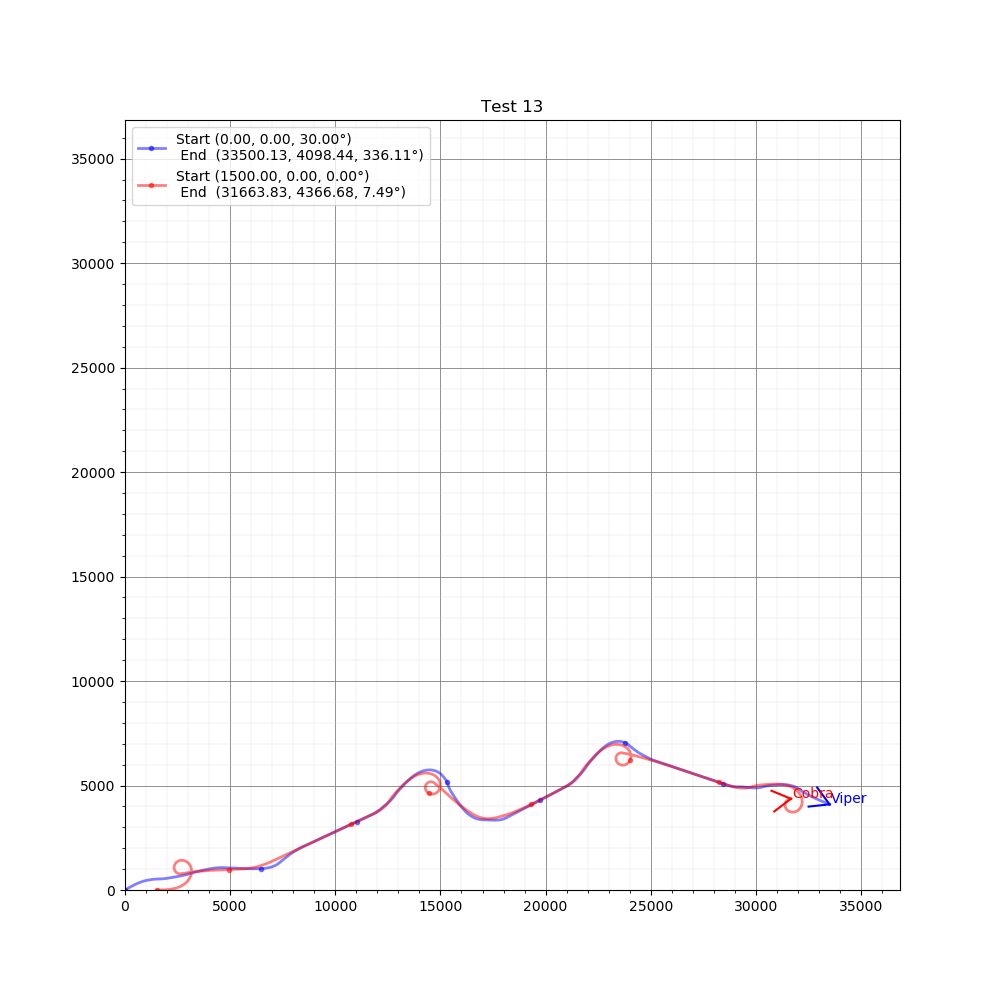 Test 13
Start (0.00, 0.00, 30.00°)
End (33500.13, 4098.44, 336.11°)
Start (1500.00, 0.00, 0.00°)
End (31663.83, 4366.68, 7.49°)
35000
30000
25000
20000
15000
10000
5000
0
Cobra
Viper
0 5000 10000 15000 20000 25000 30000 35000